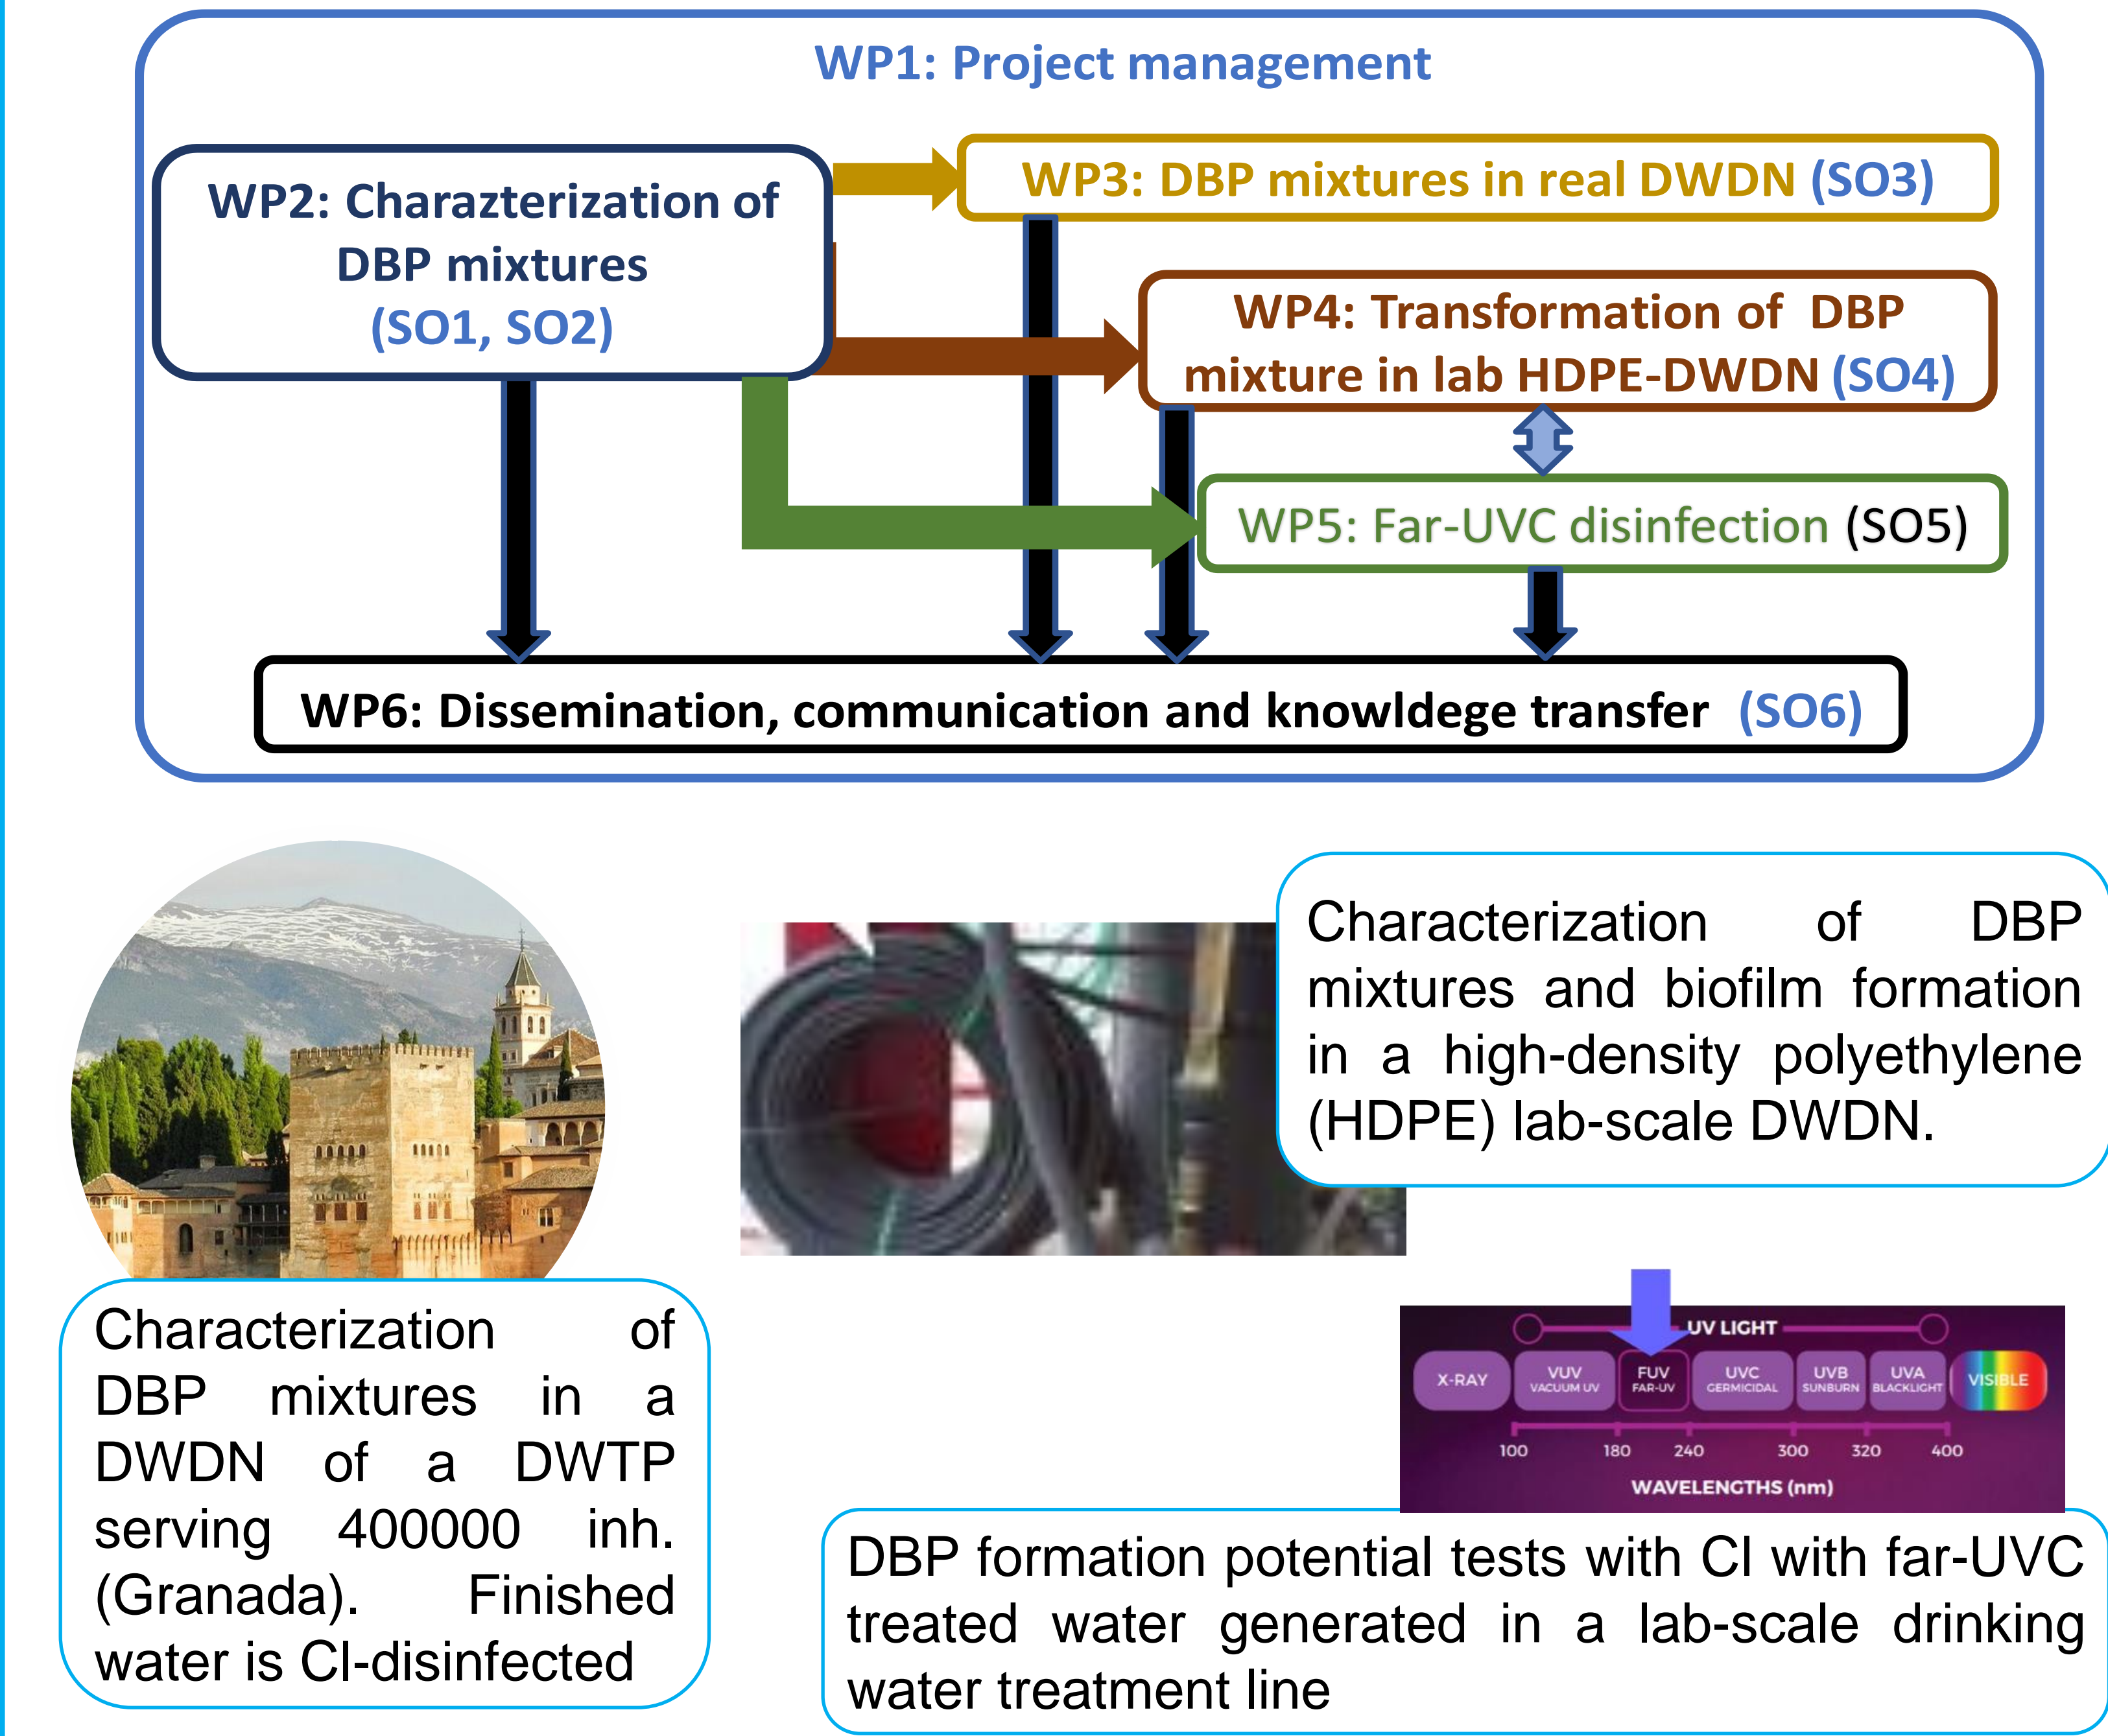 WP1: Project management
WP2: Charazterization of
DBP mixtures
(SO1, SO2)
WP3: DBP mixtures in real DWDN (SO3)
WP4: Transformation of DBP
mixture in lab HDPE-DWDN (SO4)
WP5: Far-UVC disinfection (SO5)
WP6: Dissemination, communication and knowldege transfer (SO6)
Characterization of DBP
mixtures and biofilm formation
in a high-density polyethylene
(HDPE) lab-scale DWDN.
Characterization of
DBP mixtures in a
DWDN of a DWTP
serving 400000 inh.
(Granada). Finished
water is Cl-disinfected
UV LIGHT
X-RAY
VUV
VACUUM UV
FUV
FAR-UV
UVC
GERMICIDAL
UVB
SUNBURN
UVA
BLACKLIGHT
VISIBLE
100 180 240 300 320 400
WAVELENGTHS (nm)
DBP formation potential tests with Cl with far-UVC
treated water generated in a lab-scale drinking
water treatment line